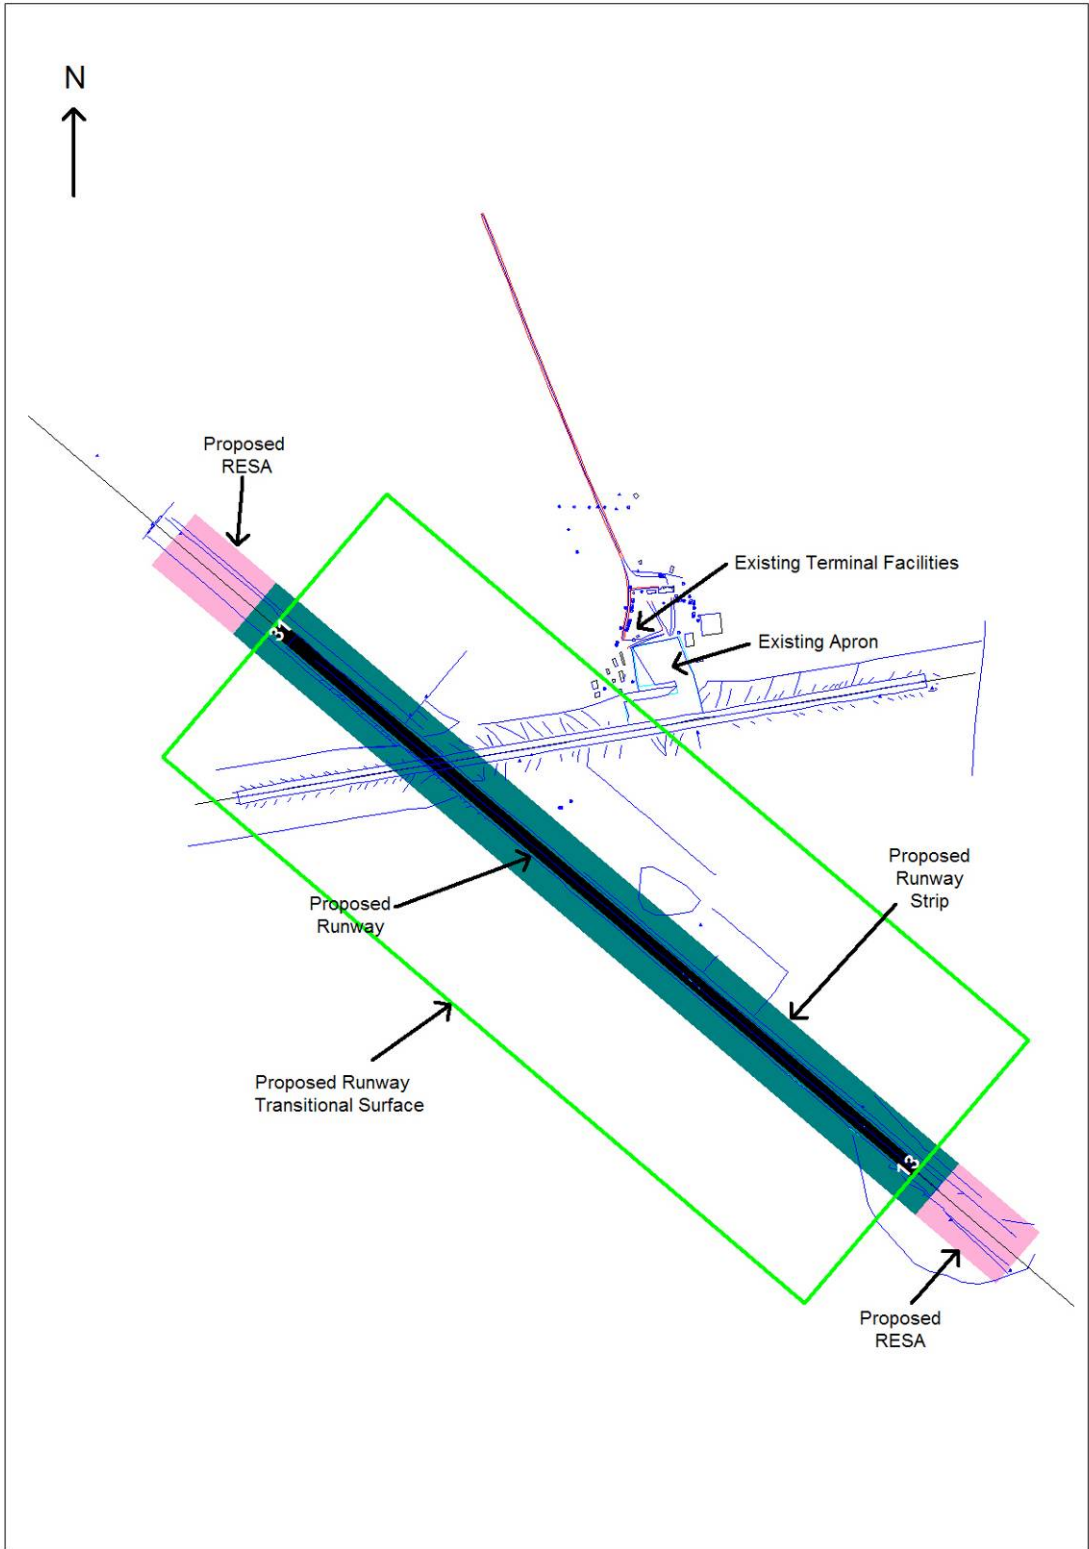 N
Proposed
RESA
Existing Terminal Facilities
Existing Apron
31
Proposed
Runway
Strip
Proposed
Runway
Proposed Runway
Transitional Surface
13
Proposed
RESA